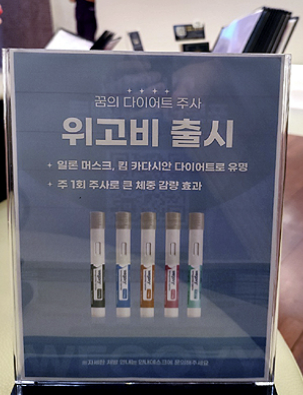 꿈의 다이어트 주사
위고비 출시
• 일론 머스크, 킴 카다시안 다이어트로 유명
• 주 1회 주사로 큰 체중 감량 효과